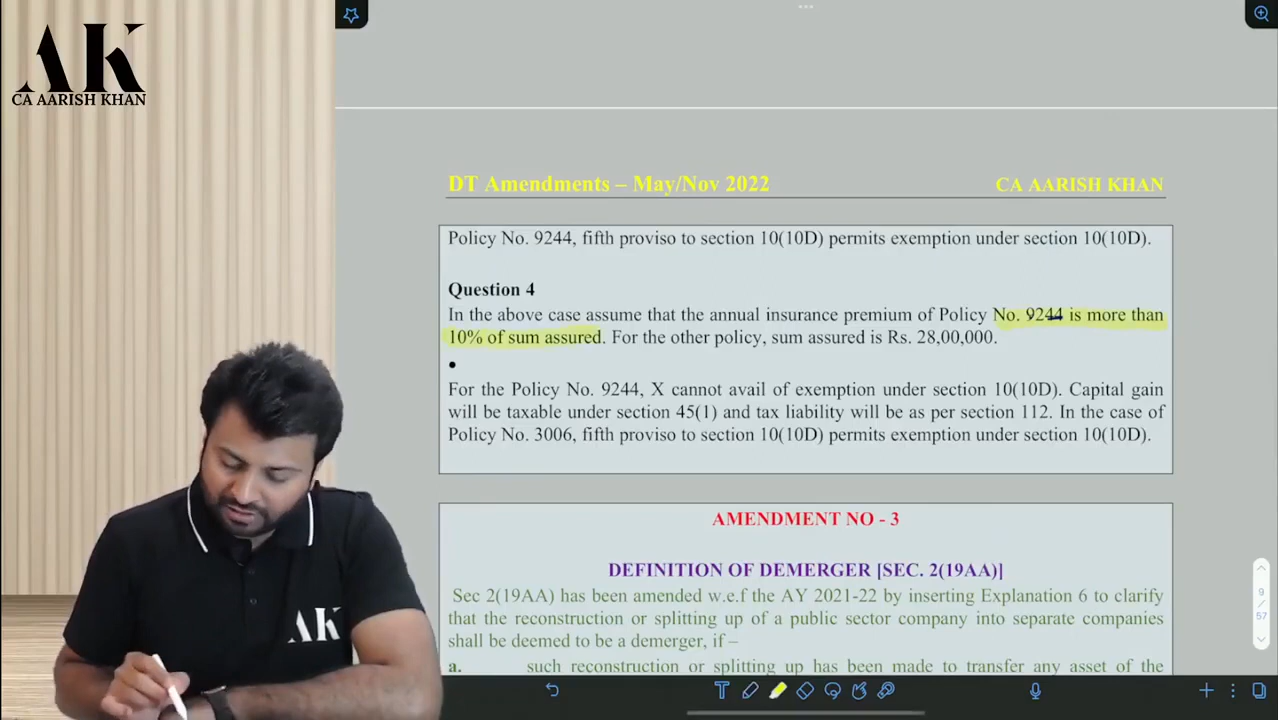 AK
CA AARISH KHAN
DT Amendments – May/Nov 2022
CA AARISH KHAN
Policy No. 9244, fifth proviso to section 10(10D) permits exemption under section 10(10D).
Question 4
In the above case assume that the annual insurance premium of Policy No. 9244 is more than
10% of sum assured. For the other policy, sum assured is Rs. 28,00,000.
•
For the Policy No. 9244, X cannot avail of exemption under section 10(10D). Capital gain
will be taxable under section 45(1) and tax liability will be as per section 112. In the case of
Policy No. 3006, fifth proviso to section 10(10D) permits exemption under section 10(10D).
AMENDMENT NO - 3
DEFINITION OF DEMERGER [SEC. 2(19AA)]
Sec 2(19AA) has been amended w.e.f the AY 2021-22 by inserting Explanation 6 to clarify
that the reconstruction or splitting up of a public sector company into separate companies
shall be deemed to be a demerger, if –
a. such reconstruction or splitting up has been made to transfer any asset of the
9
/
57
AK